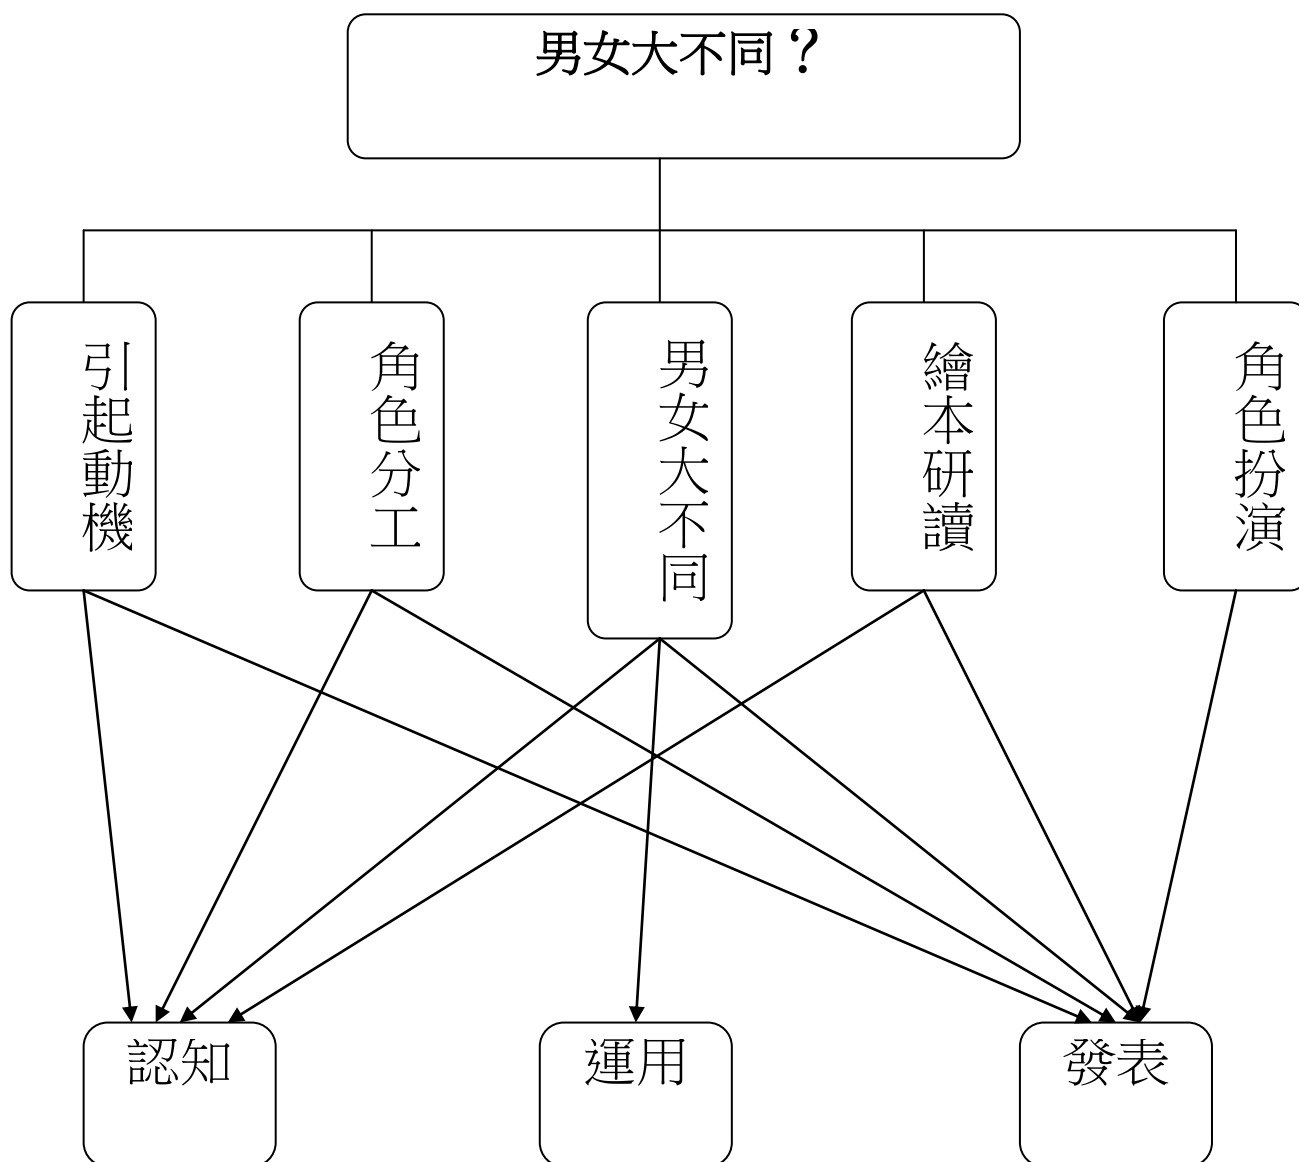 男女大不同？
引起動機
角色分工
男女大不同
繪本研讀
角色扮演
認知
運用
發表